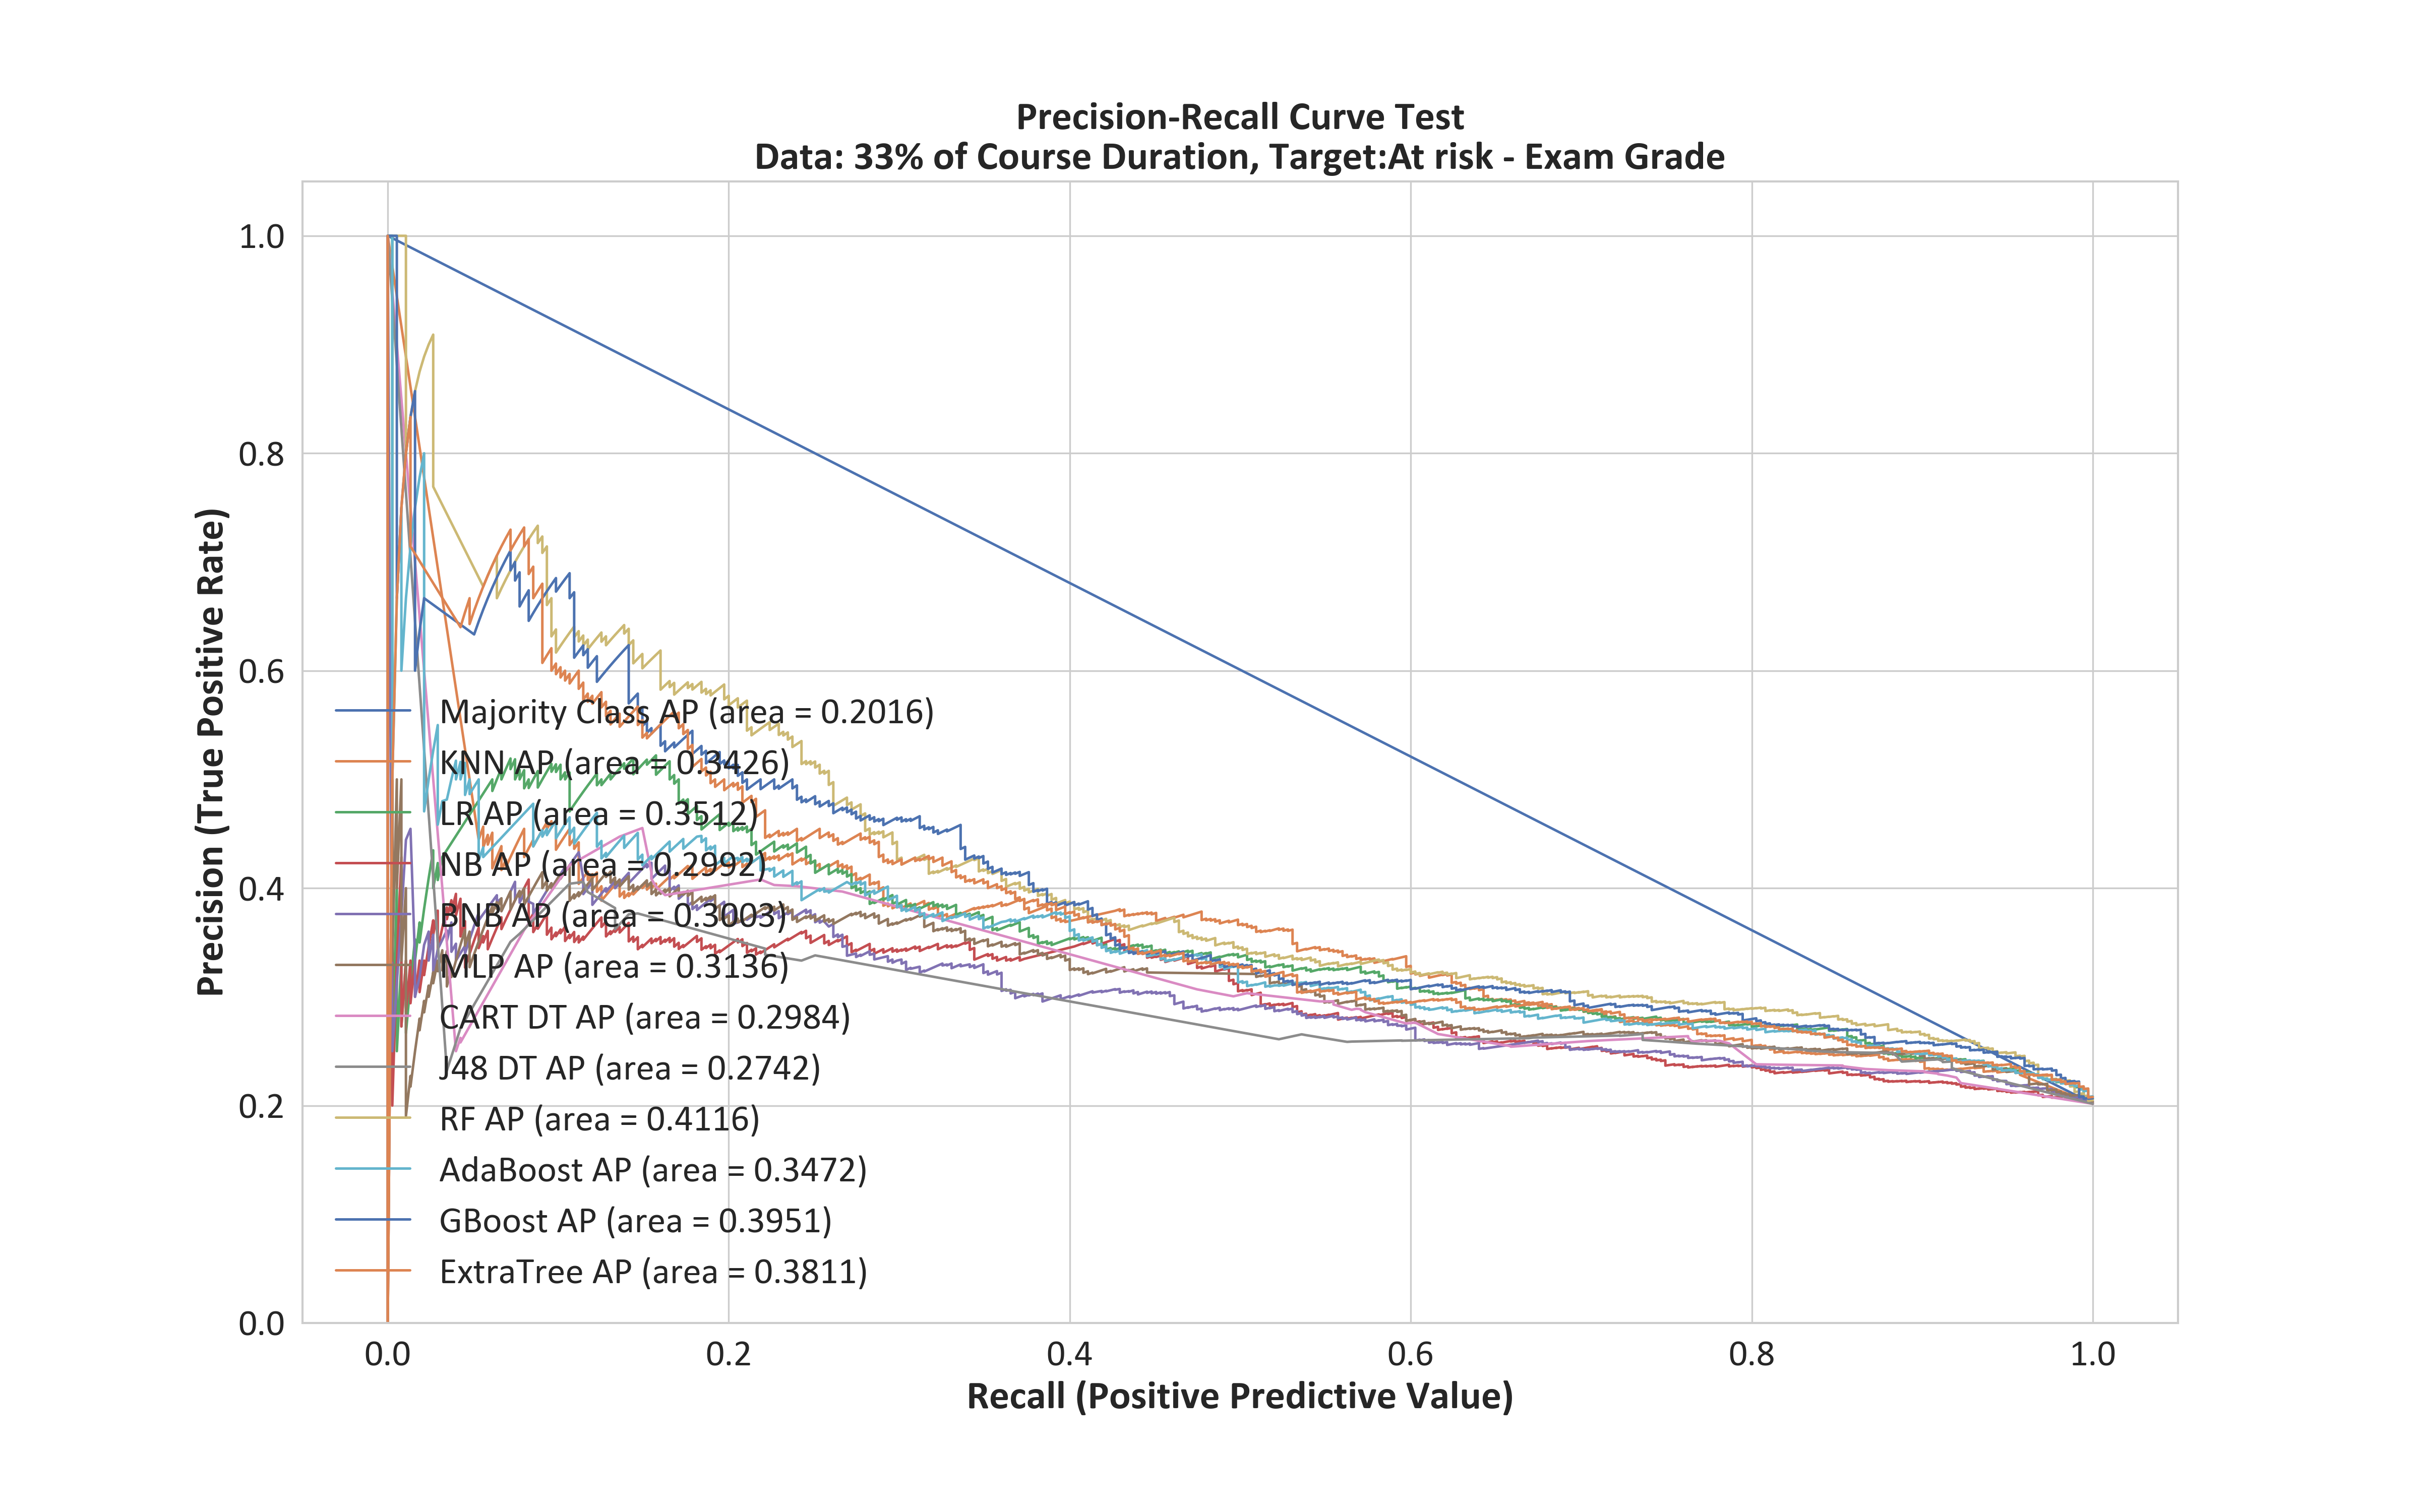 Precision-Recall Curve Test
Data: 33% of Course Duration, Target:At risk - Exam Grade
Precision (True Positive Rate)
1.0
0.8
0.6
0.4
0.2
0.0
Majority Class AP (area = 0.2016)
KNN AP (area = 0.3426)
LR AP (area = 0.3512)
NB AP (area = 0.2992)
BNB AP (area = 0.3003)
MLP AP (area = 0.3136)
CART DT AP (area = 0.2984)
J48 DT AP (area = 0.2742)
RF AP (area = 0.4116)
AdaBoost AP (area = 0.3472)
GBoost AP (area = 0.3951)
ExtraTree AP (area = 0.3811)
0.0 0.2 0.4 0.6 0.8 1.0
Recall (Positive Predictive Value)